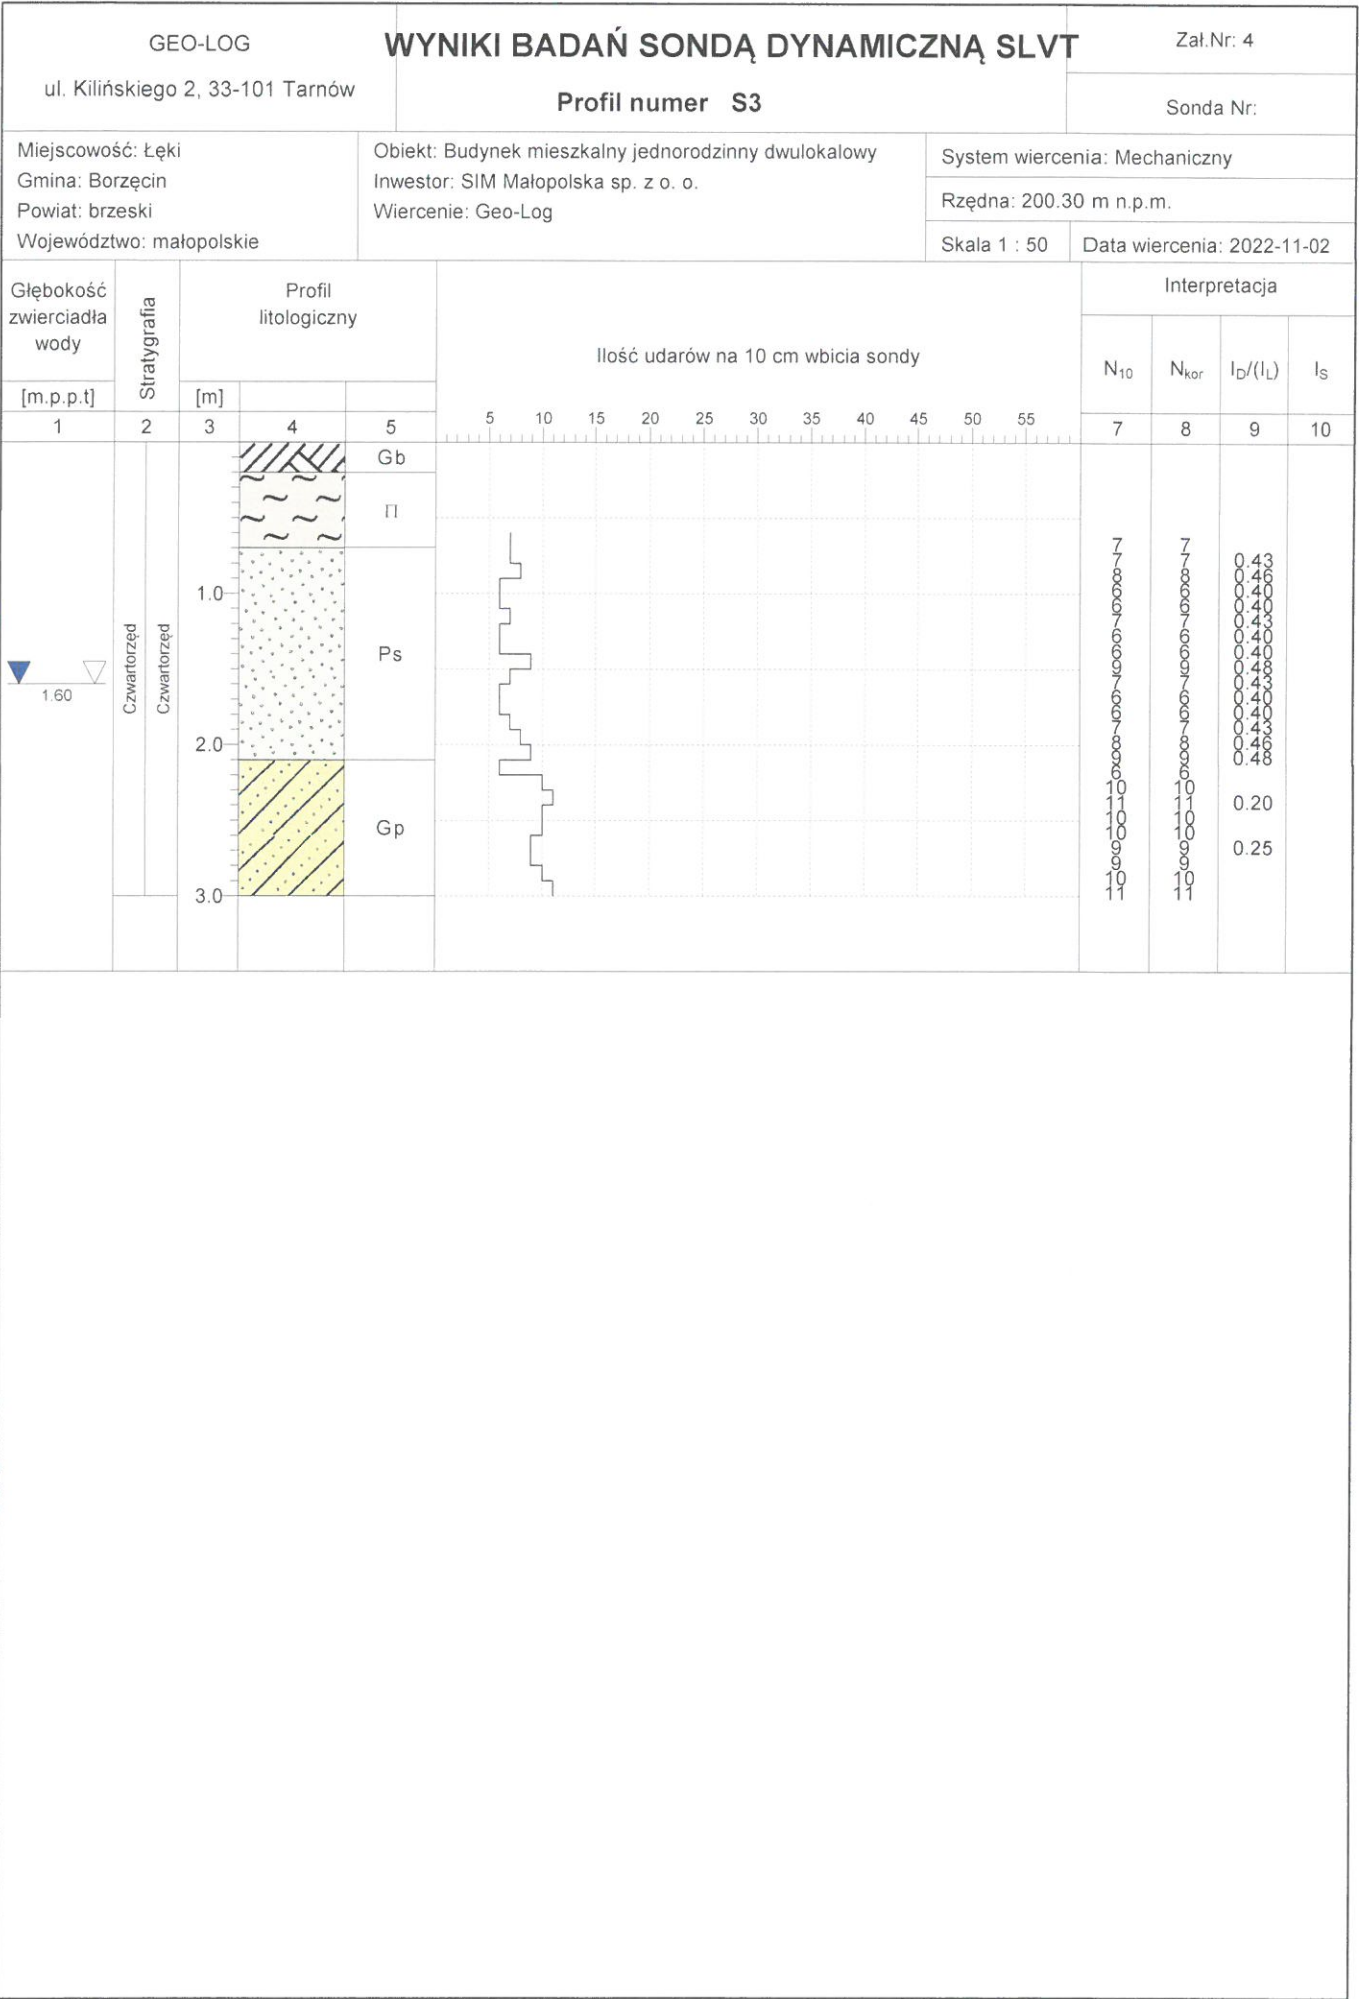 GEO-LOG
ul. Kilińskiego 2, 33-101 Tarnów
WYNIKI BADAŃ SONDĄ DYNAMICZNĄ SLVT
Profil numer S3
Zał.Nr: 4
Sonda Nr:
Miejscowość: Łęki
Gmina: Borzęcin
Powiat: brzeski
Województwo: małopolskie
Obiekt: Budynek mieszkalny jednorodzinny dwulokalowy
Inwestor: SIM Małopolska sp. z o. o.
Wiercenie: Geo-Log
System wiercenia: Mechaniczny
Rzędna: 200.30 m n.p.m.
Skala 1 : 50
Data wiercenia: 2022-11-02
Głębokość
zwierciadła
wody
[m.p.p.t]
Stratygrafia
Profil
litologiczny
[m]
Ilość udarów na 10 cm wbicia sondy
Interpretacja
N10 Nkor ID/(IL) IS
5 10 15 20 25 30 35 40 45 50 55
1 2 3 4 5 7 8 9 10
Gb
Π
Ps
Gp
1.0
2.0
3.0
1.60
Czwartorzęd
Czwartorzęd
7 7
7 7 0.43
8 8 0.46
6 6 0.40
6 6 0.40
7 7 0.43
6 6 0.40
6 6 0.40
9 9 0.48
7 7 0.43
6 6 0.40
6 6 0.40
7 7 0.43
8 8 0.46
9 9 0.48
6 6
10 10
11 11 0.20
10 10
10 10
9 9 0.25
9 9
10 10
11 11